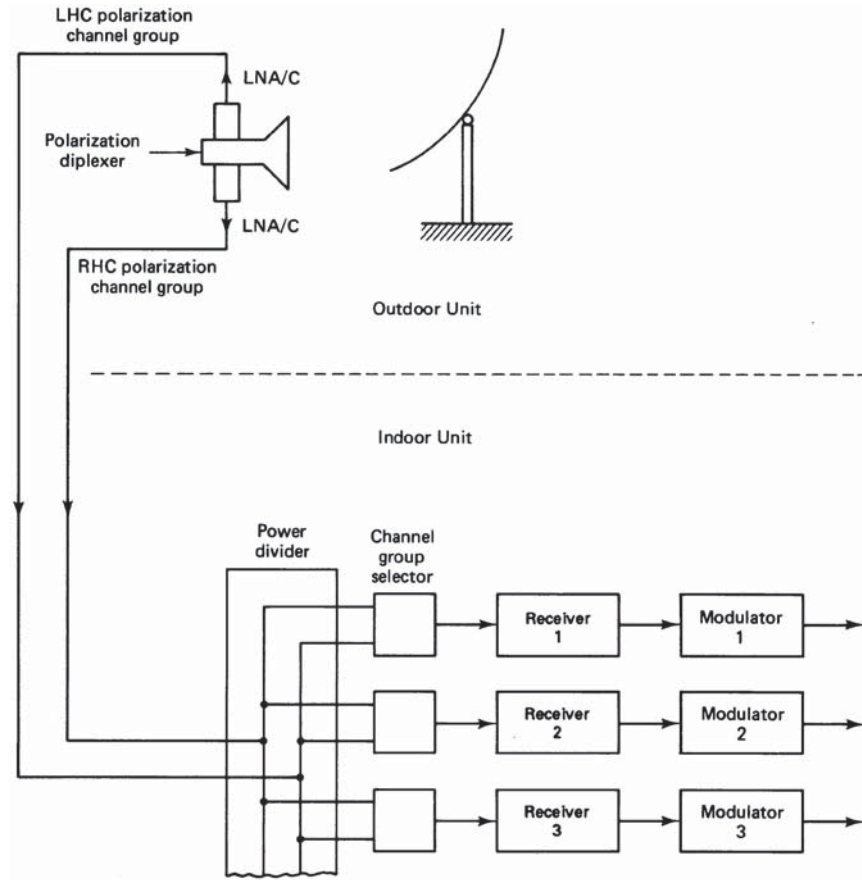 LHC polarization
channel group
LNA/C
Polarization
diplexer
LNA/C
RHC polarization
channel group
Outdoor Unit
Indoor Unit
Power
divider
Channel
group
selector
Receiver
1
Modulator
1
Receiver
2
Modulator
2
Receiver
3
Modulator
3